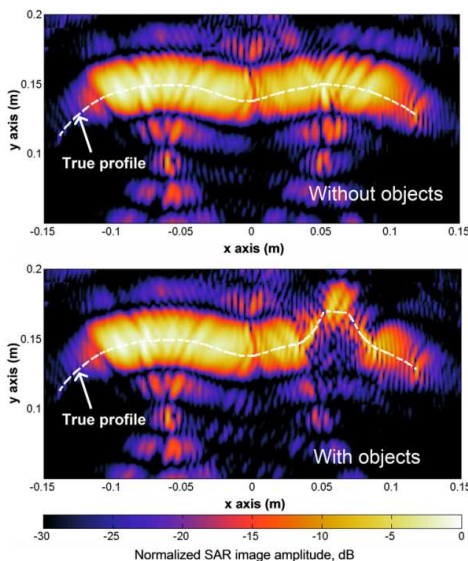 0.2
0.15
0.1
y axis (m)
True profile
Without objects
-0.15 -0.1 -0.05 0 0.05 0.1 0.15
x axis (m)
0.2
0.15
0.1
y axis (m)
True profile
With objects
-0.15 -0.1 -0.05 0 0.05 0.1 0.15
x axis (m)
-30 -25 -20 -15 -10 -5 0
Normalized SAR image amplitude, dB